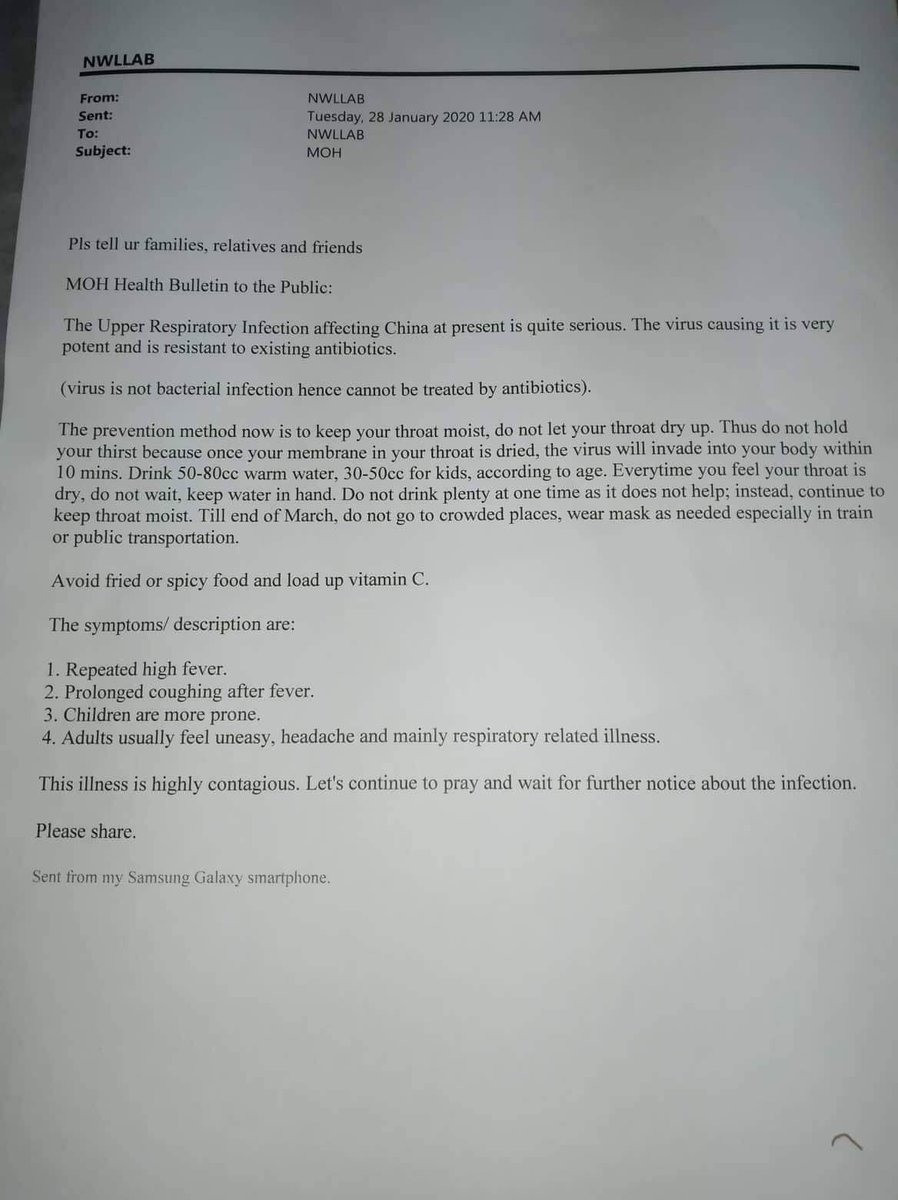 NWLLAB
From: NWLLAB
Sent: Tuesday, 28 January 2020 11:28 AM
To: NWLLAB
Subject: MOH
Pls tell ur families, relatives and friends
MOH Health Bulletin to the Public:
The Upper Respiratory Infection affecting China at present is quite serious. The virus causing it is very
potent and is resistant to existing antibiotics.
(virus is not bacterial infection hence cannot be treated by antibiotics).
The prevention method now is to keep your throat moist, do not let your throat dry up. Thus do not hold
your thirst because once your membrane in your throat is dried, the virus will invade into your body within
10 mins. Drink 50-80cc warm water, 30-50cc for kids, according to age. Everytime you feel your throat is
dry, do not wait, keep water in hand. Do not drink plenty at one time as it does not help; instead, continue to
keep throat moist. Till end of March, do not go to crowded places, wear mask as needed especially in train
or public transportation.
Avoid fried or spicy food and load up vitamin C.
The symptoms/ description are:
1. Repeated high fever.
2. Prolonged coughing after fever.
3. Children are more prone.
4. Adults usually feel uneasy, headache and mainly respiratory related illness.
This illness is highly contagious. Let's continue to pray and wait for further notice about the infection.
Please share.
Sent from my Samsung Galaxy smartphone.